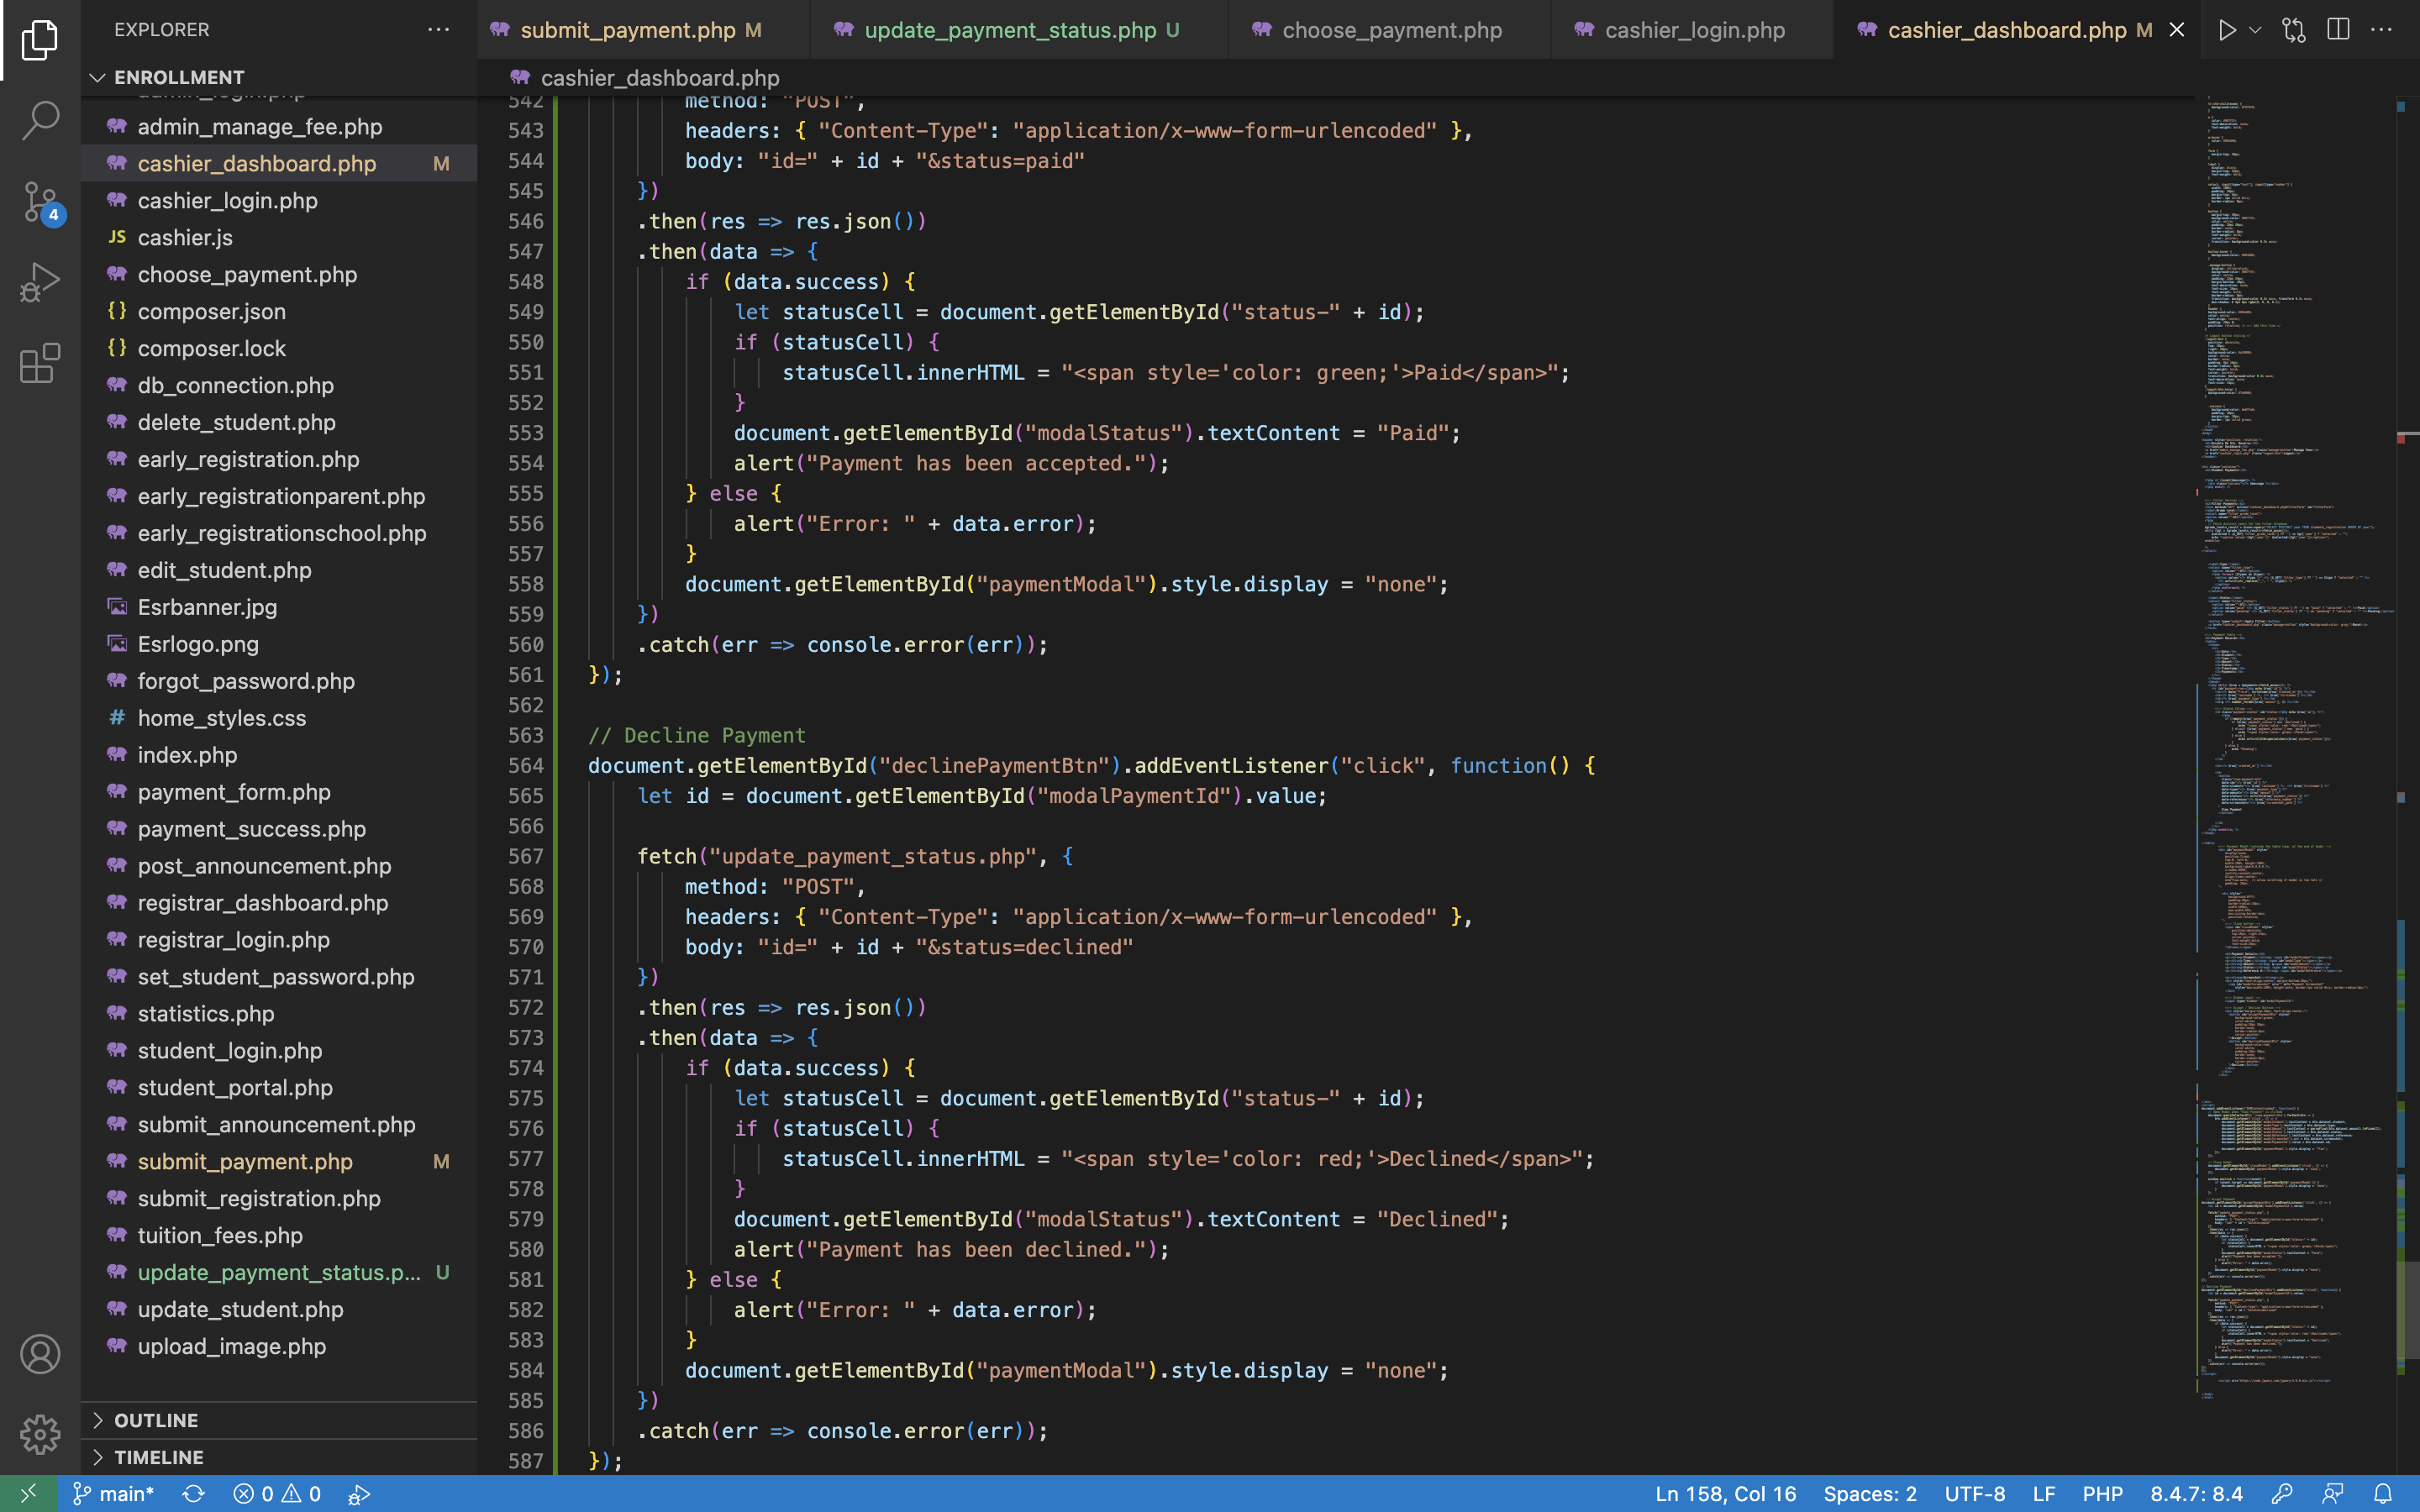 EXPLORER
ENROLLMENT
admin_login.php
admin_manage_fee.php
cashier_dashboard.php M
cashier_login.php
JS cashier.js
choose_payment.php
{} composer.json
{} composer.lock
db_connection.php
delete_student.php
early_registration.php
early_registrationparent.php
early_registrationschool.php
edit_student.php
Esrbanner.jpg
Esrlogo.png
forgot_password.php
# home_styles.css
index.php
payment_form.php
payment_success.php
post_announcement.php
registrar_dashboard.php
registrar_login.php
set_student_password.php
statistics.php
student_login.php
student_portal.php
submit_announcement.php
submit_payment.php M
submit_registration.php
tuition_fees.php
update_payment_status.p... U
update_student.php
upload_image.php
OUTLINE
TIMELINE
4
submit_payment.php M
update_payment_status.php U
choose_payment.php
cashier_login.php
cashier_dashboard.php M
cashier_dashboard.php
542 method: "POST",
543 headers: { "Content-Type": "application/x-www-form-urlencoded" },
544 body: "id=" + id + "&status=paid"
545 })
546 .then(res => res.json())
547 .then(data => {
548 if (data.success) {
549 let statusCell = document.getElementById("status-" + id);
550 if (statusCell) {
551 statusCell.innerHTML = "<span style='color: green;'>Paid</span>";
552 }
553 document.getElementById("modalStatus").textContent = "Paid";
554 alert("Payment has been accepted.");
555 } else {
556 alert("Error: " + data.error);
557 }
558 document.getElementById("paymentModal").style.display = "none";
559 })
560 .catch(err => console.error(err));
561 });
562
563 // Decline Payment
564 document.getElementById("declinePaymentBtn").addEventListener("click", function() {
565 let id = document.getElementById("modalPaymentId").value;
566
567 fetch("update_payment_status.php", {
568 method: "POST",
569 headers: { "Content-Type": "application/x-www-form-urlencoded" },
570 body: "id=" + id + "&status=declined"
571 })
572 .then(res => res.json())
573 .then(data => {
574 if (data.success) {
575 let statusCell = document.getElementById("status-" + id);
576 if (statusCell) {
577 statusCell.innerHTML = "<span style='color: red;'>Declined</span>";
578 }
579 document.getElementById("modalStatus").textContent = "Declined";
580 alert("Payment has been declined.");
581 } else {
582 alert("Error: " + data.error);
583 }
584 document.getElementById("paymentModal").style.display = "none";
585 })
586 .catch(err => console.error(err));
587 });
main* 0 0 Ln 158, Col 16 Spaces: 2 UTF-8 LF PHP 8.4.7: 8.4